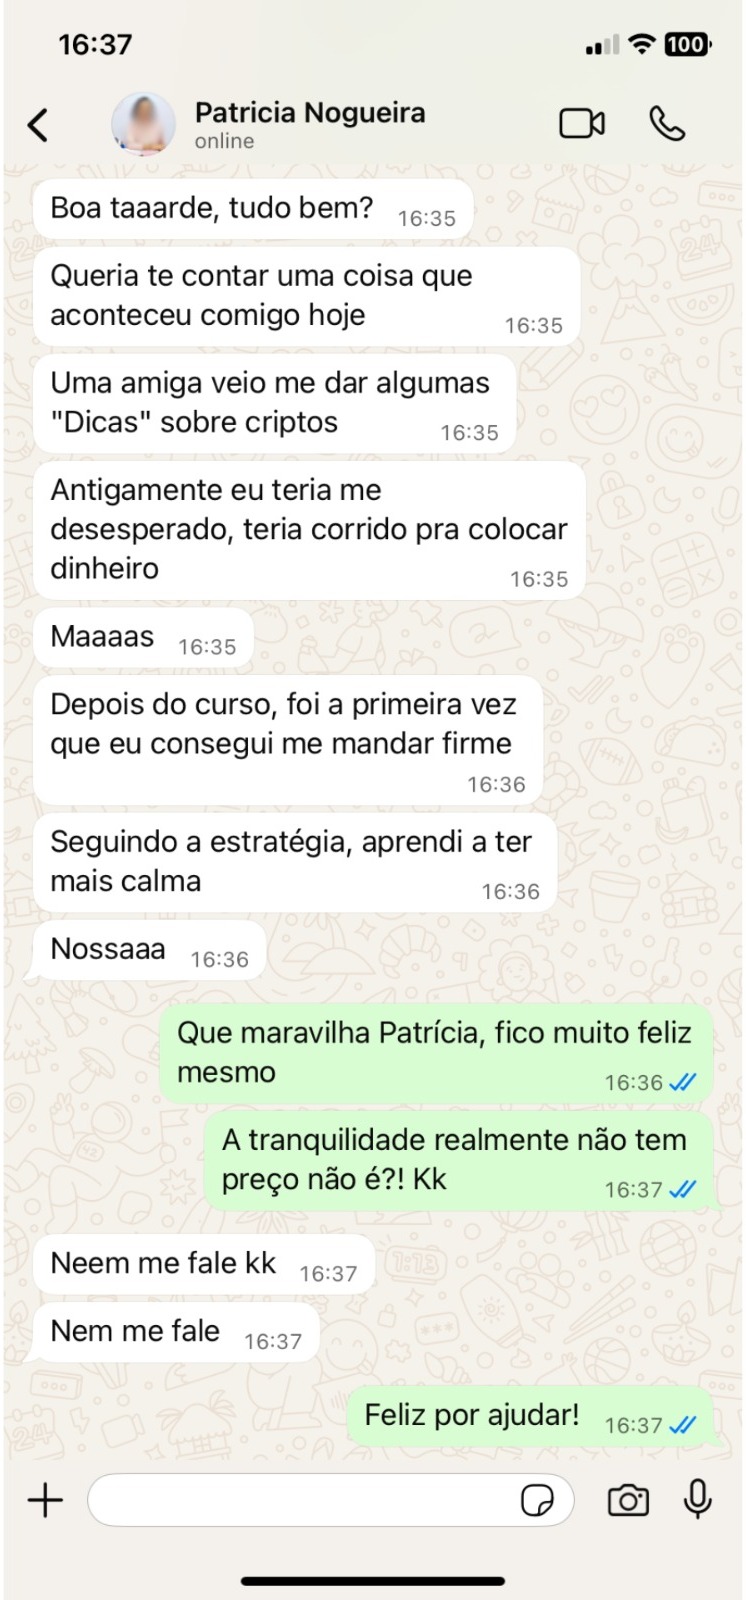 16:37
100
Patricia Nogueira
online
Boa taaarde, tudo bem? 16:35
Queria te contar uma coisa que
aconteceu comigo hoje 16:35
Uma amiga veio me dar algumas
"Dicas" sobre criptos 16:35
Antigamente eu teria me
desesperado, teria corrido pra colocar
dinheiro 16:35
Maaaas 16:35
Depois do curso, foi a primeira vez
que eu consegui me mandar firme
16:36
Seguindo a estratégia, aprendi a ter
mais calma 16:36
Nossaaa 16:36
Que maravilha Patrícia, fico muito feliz
mesmo 16:36
A tranquilidade realmente não tem
preço não é?! Kk 16:37
Neem me fale kk 16:37
Nem me fale 16:37
Feliz por ajudar! 16:37